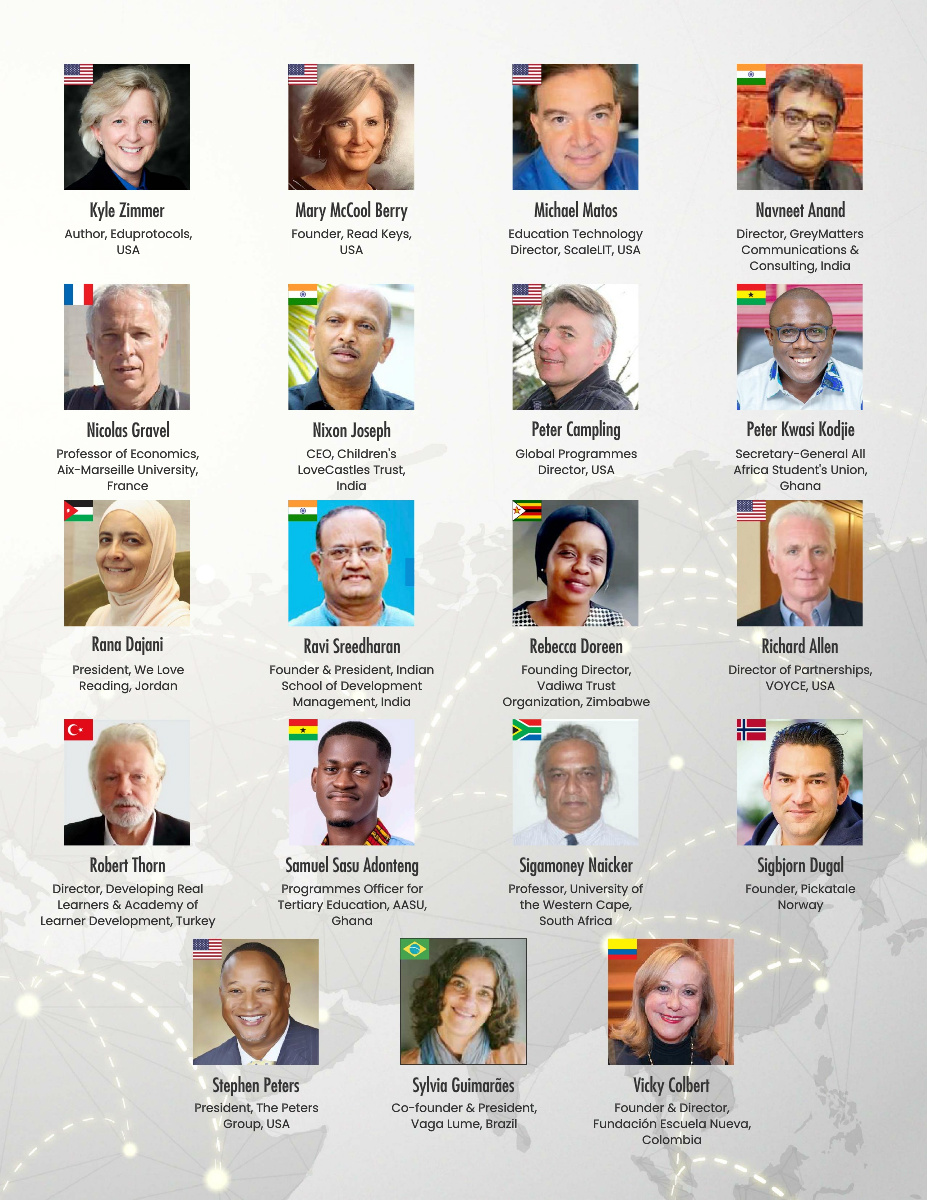 Kyle Zimmer
Author, Eduprotocols,
USA
Mary McCool Berry
Founder, Read Keys,
USA
Michael Matos
Education Technology
Director, ScaleLIT, USA
Navneet Anand
Director, GreyMatters
Communications &
Consulting, India
Nicolas Gravel
Professor of Economics,
Aix-Marseille University,
France
Nixon Joseph
CEO, Children's
LoveCastles Trust,
India
Peter Campling
Global Programmes
Director, USA
Peter Kwasi Kodjie
Secretary-General All
Africa Student's Union,
Ghana
Rana Dajani
President, We Love
Reading, Jordan
Ravi Sreedharan
Founder & President, Indian
School of Development
Management, India
Rebecca Doreen
Founding Director,
Vadiwa Trust
Organization, Zimbabwe
Richard Allen
Director of Partnerships,
VOYCE, USA
Robert Thorn
Director, Developing Real
Learners & Academy of
Learner Development, Turkey
Samuel Sasu Adonteng
Programmes Officer for
Tertiary Education, AASU,
Ghana
Sigamoney Naicker
Professor, University of
the Western Cape,
South Africa
Sigbjorn Dugal
Founder, Pickatale
Norway
Stephen Peters
President, The Peters
Group, USA
Sylvia Guimarães
Co-founder & President,
Vaga Lume, Brazil
Vicky Colbert
Founder & Director,
Fundación Escuela Nueva,
Colombia